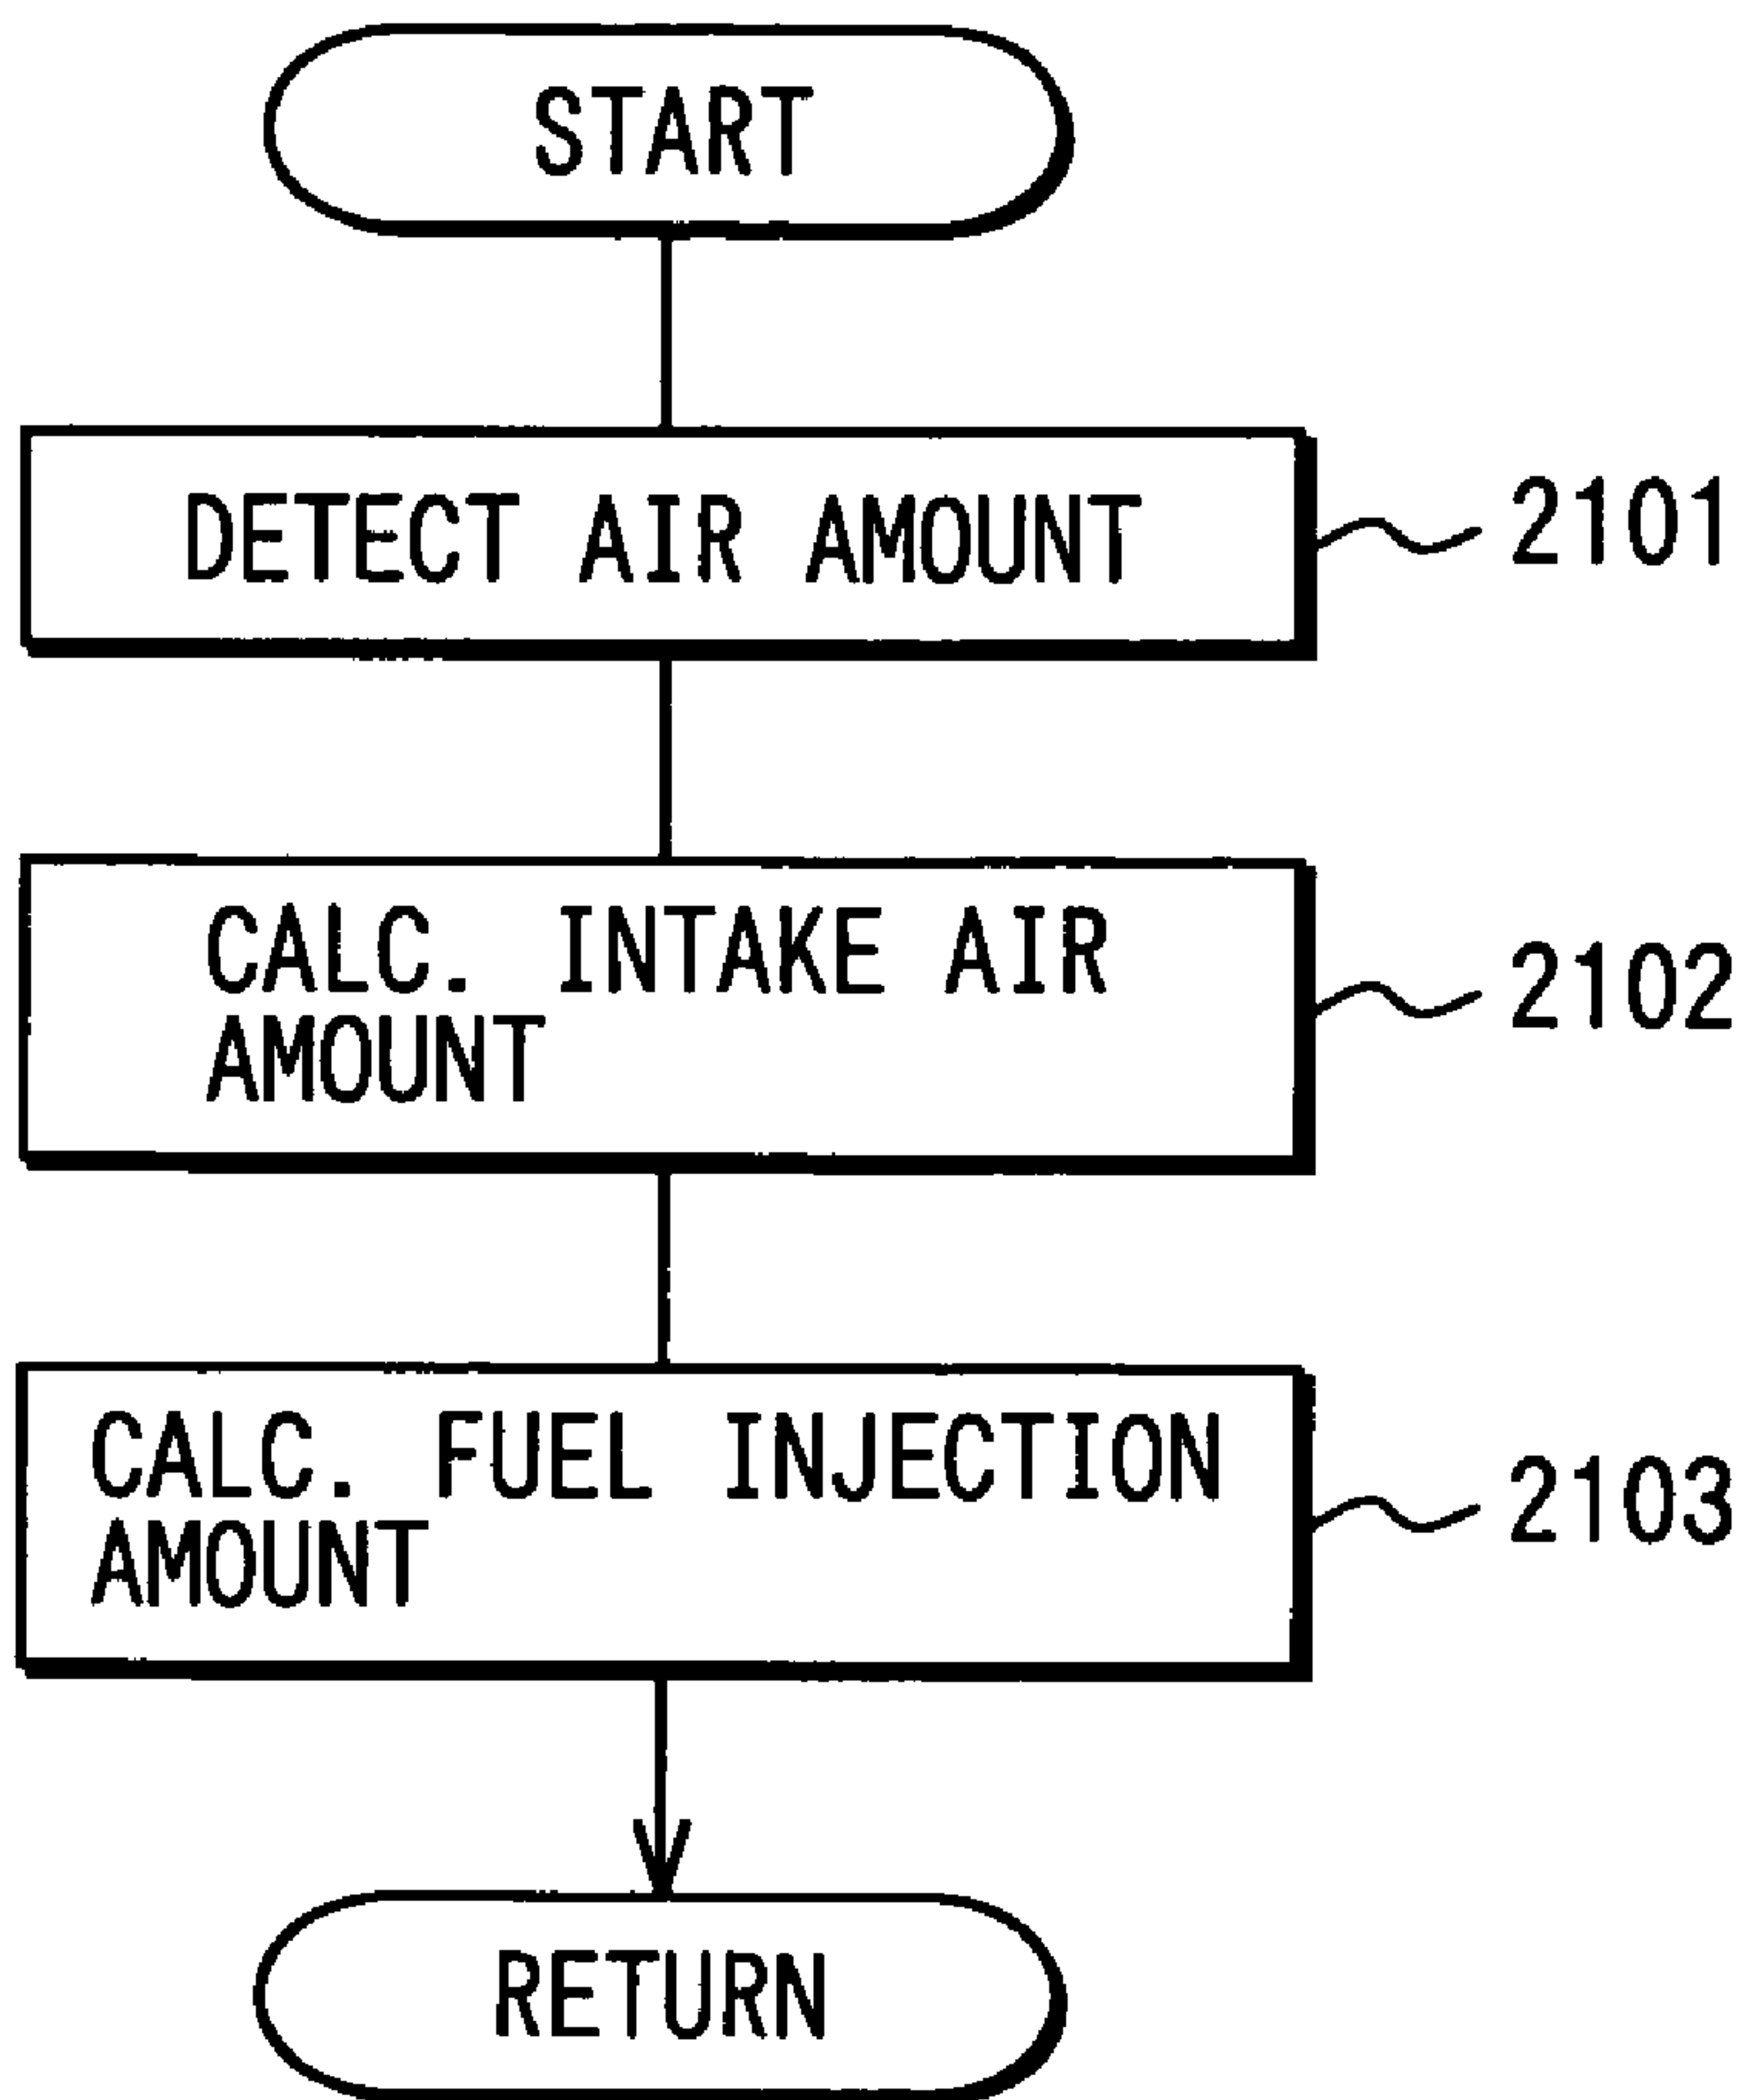 START
DETECT AIR AMOUNT
2101
CALC. INTAKE AIR
AMOUNT
2102
CALC. FUEL INJECTION
AMOUNT
2103
RETURN